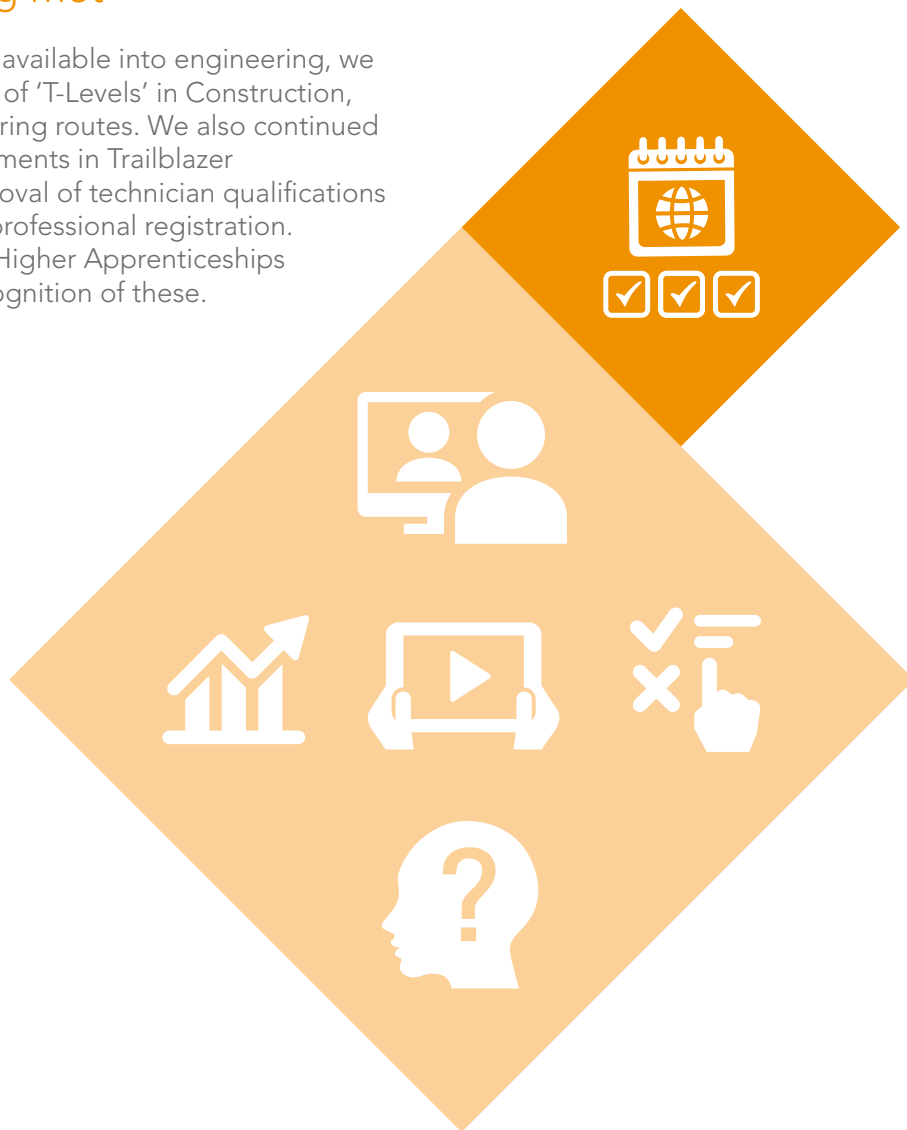 g met
available into engineering, we
of ‘T-Levels’ in Construction,
ring routes. We also continued
ments in Trailblazer
oval of technician qualifications
professional registration.
Higher Apprenticeships
ognition of these.
?